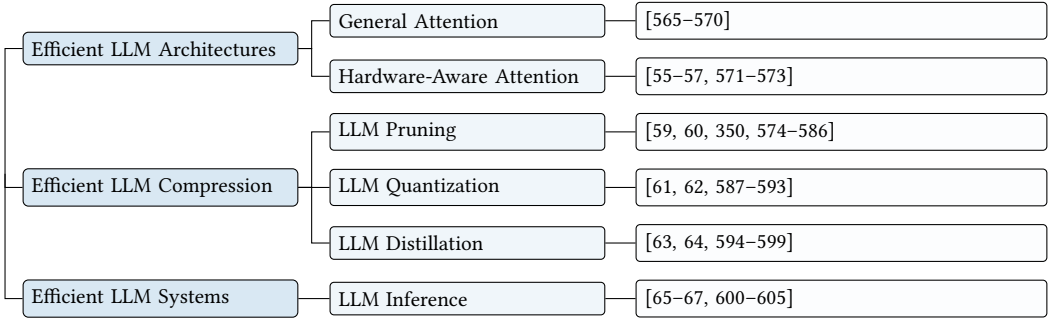 General Attention
[565–570]
Efficient LLM Architectures
Hardware-Aware Attention
[55–57, 571–573]
LLM Pruning
[59, 60, 350, 574–586]
Efficient LLM Compression
LLM Quantization
[61, 62, 587–593]
LLM Distillation
[63, 64, 594–599]
Efficient LLM Systems
LLM Inference
[65–67, 600–605]